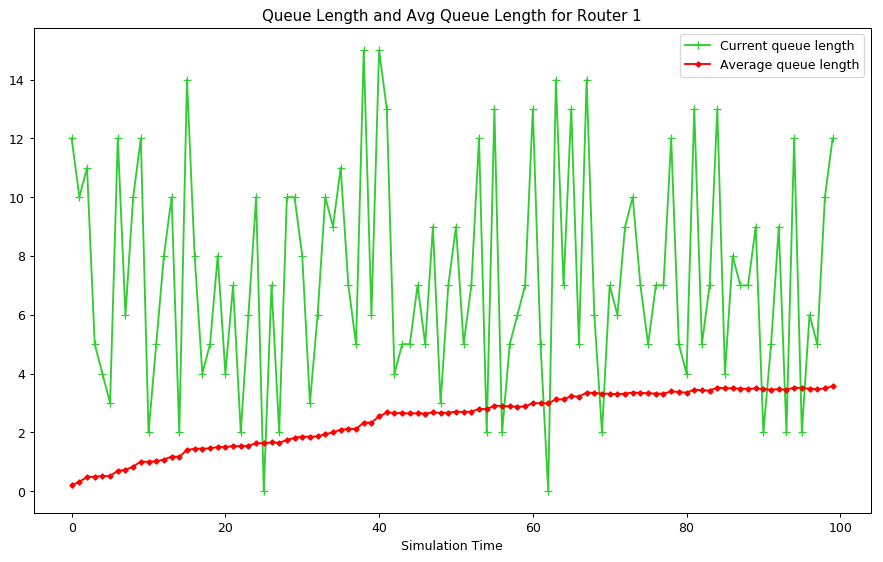 Queue Length and Avg Queue Length for Router 1
Current queue length
Average queue length
14
12
10
8
6
4
2
0
0 20 40 60 80 100
Simulation Time